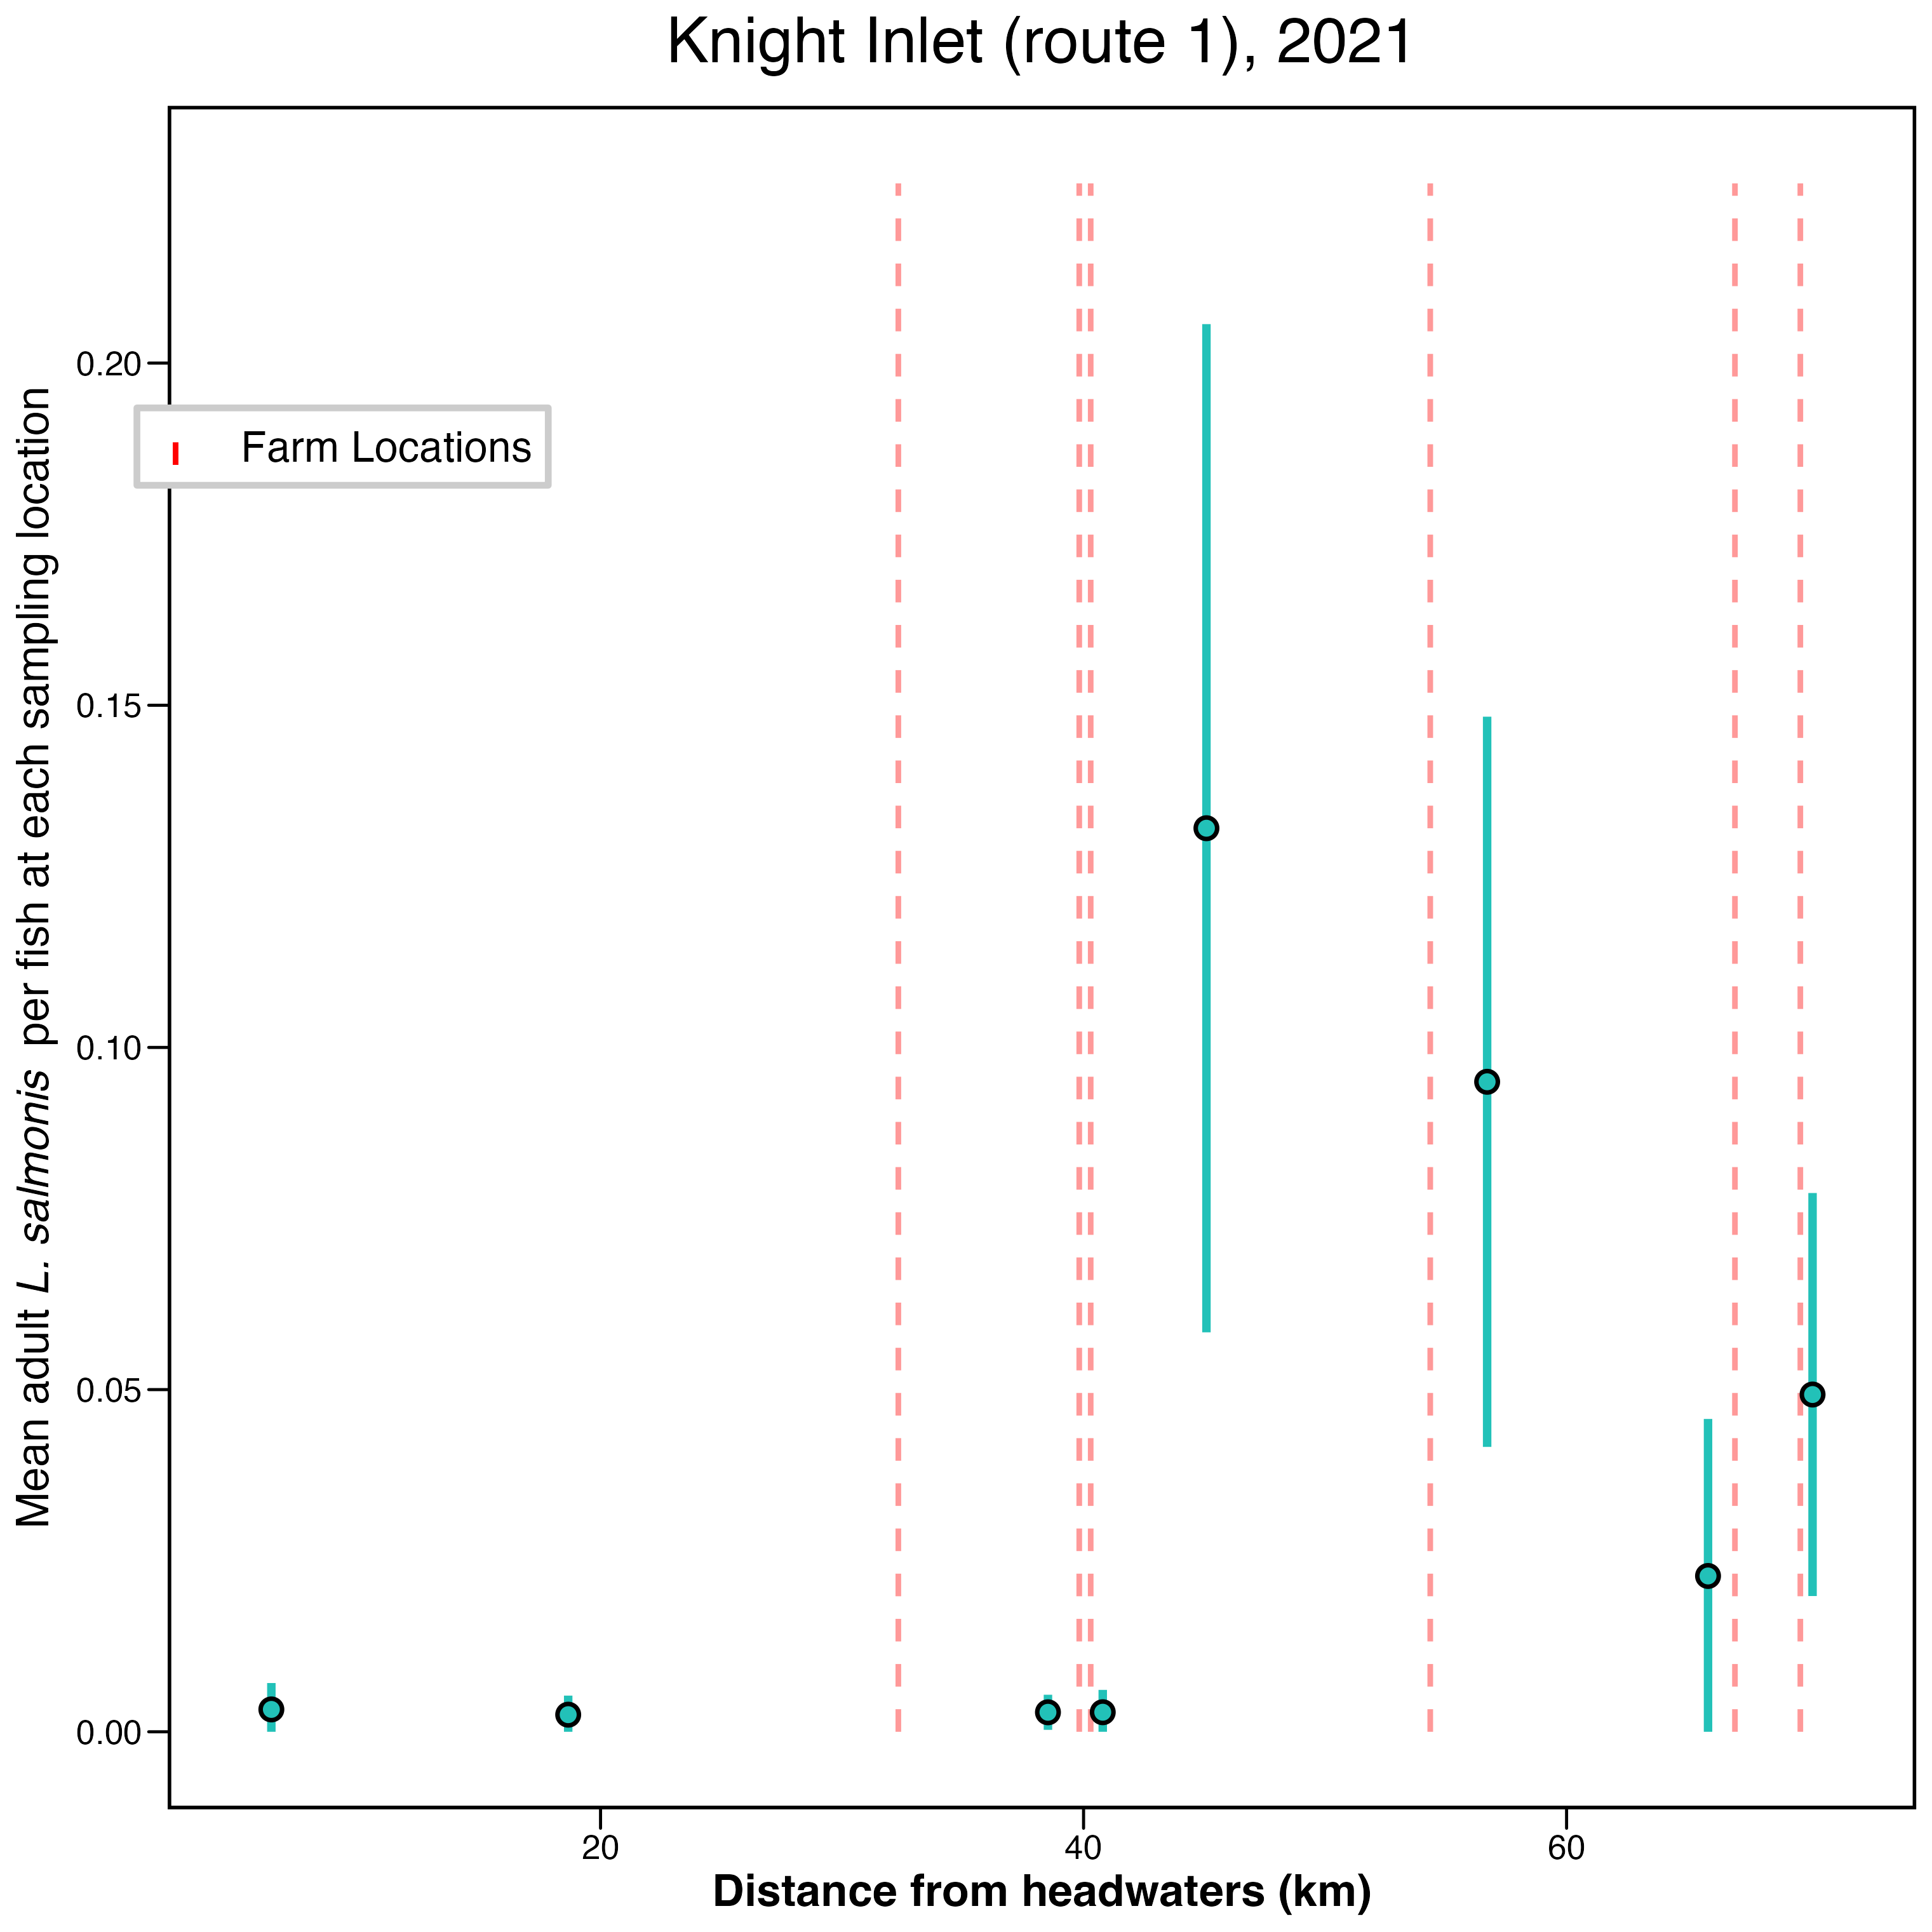 Knight Inlet (route 1), 2021
Mean adult L. salmonis per fish at each sampling location
0.20
0.15
0.10
0.05
0.00
Farm Locations
20 40 60
Distance from headwaters (km)